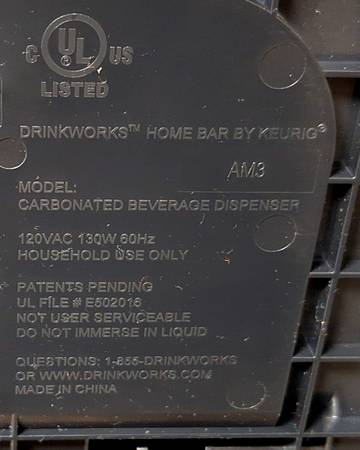 C UL US
®
LISTED
DRINKWORKS™ HOME BAR BY KEURIG®
AM3
MODEL:
CARBONATED BEVERAGE DISPENSER
120VAC 130W 60Hz
HOUSEHOLD USE ONLY
PATENTS PENDING
UL FILE # E502016
NOT USER SERVICEABLE
DO NOT IMMERSE IN LIQUID
QUESTIONS: 1-855-DRINKWORKS
OR WWW.DRINKWORKS.COM
MADE IN CHINA